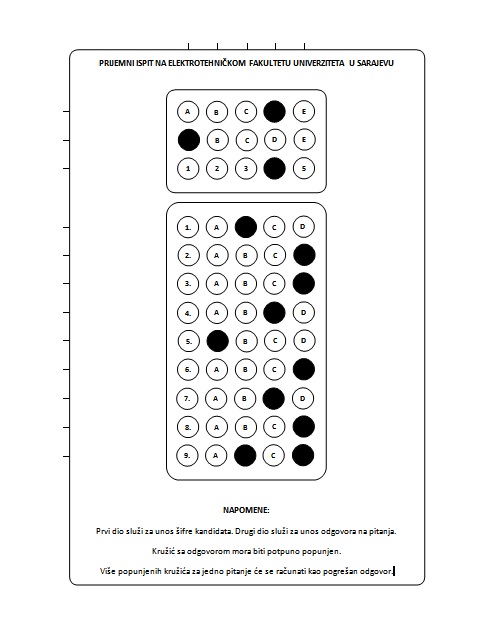 PRIJEMNI ISPIT NA ELEKTROTEHNIČKOM FAKULTETU UNIVERZITETA U SARAJEVU
A B C E
B C D E
1 2 3 5
1. A C D
2. A B C
3. A B C
4. A B D
5. B C D
6. A B C
7. A B D
8. A B C
9. A C
NAPOMENE:
Prvi dio služi za unos šifre kandidata. Drugi dio služi za unos odgovora na pitanja.
Kružić sa odgovorom mora biti potpuno popunjen.
Više popunjenih kružića za jedno pitanje će se računati kao pogrešan odgovor.